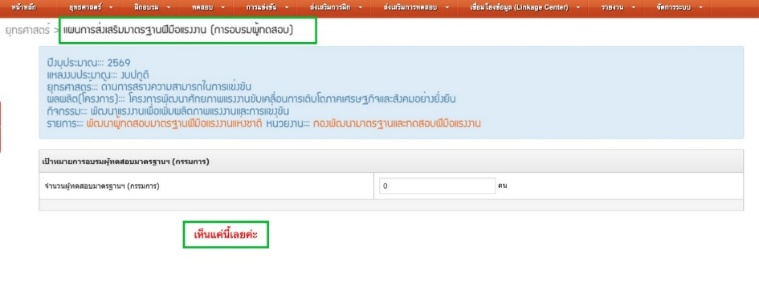 หน้าหลัก ยุทธศาสตร์ ฝึกอบรม ทดสอบ การแข่งขัน ส่งเสริมการฝึก ส่งเสริมการทดสอบ เชื่อมโยงข้อมูล (Linkage Center) รายงาน จัดการระบบ
ยุทธศาสตร์ > แผนการส่งเสริมมาตรฐานฝีมือแรงงาน (การอบรมผู้ทดสอบ)
ปีงบประมาณ::: 2569
แหล่งงบประมาณ::: งบปกติ
ยุทธศาสตร์::: ด้านการสร้างความสามารถในการแข่งขัน
ผลผลิต(โครงการ)::: โครงการพัฒนาศักยภาพแรงงานขับเคลื่อนการเติบโตภาคเศรษฐกิจและสังคมอย่างยั่งยืน
กิจกรรม::: พัฒนาแรงงานเพื่อเพิ่มผลิตภาพแรงงานและการแข่งขัน
รายการ::: พัฒนาผู้ทดสอบมาตรฐานฝีมือแรงงานแห่งชาติ หน่วยงาน::: กองพัฒนามาตรฐานและทดสอบฝีมือแรงงาน
เป้าหมายการอบรมผู้ทดสอบมาตรฐานฯ (กรรมการ)
จำนวนผู้ทดสอบมาตรฐานฯ (กรรมการ) 0 คน
เห็นแค่นี้เลยค่ะ